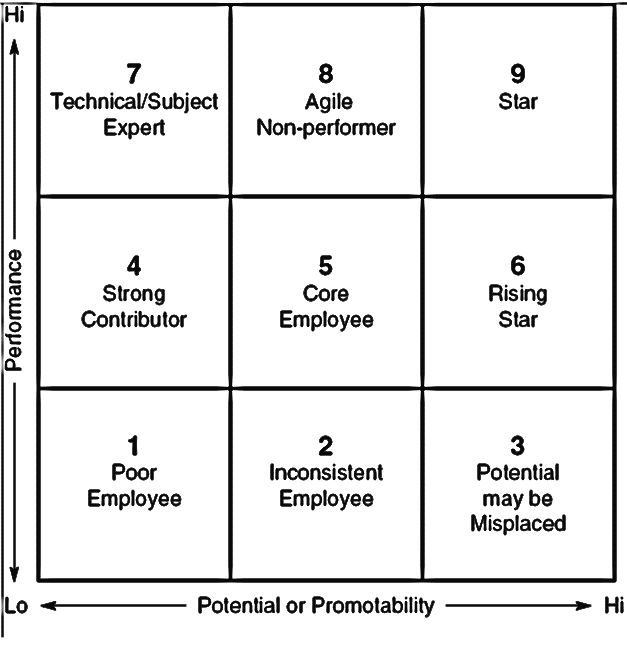 Hi
7
Technical/Subject
Expert
8
Agile
Non-performer
9
Star
4
Strong
Contributor
5
Core
Employee
6
Rising
Star
Performance
1
Poor
Employee
2
Inconsistent
Employee
3
Potential
may be
Misplaced
Lo
Potential or Promotability
Hi